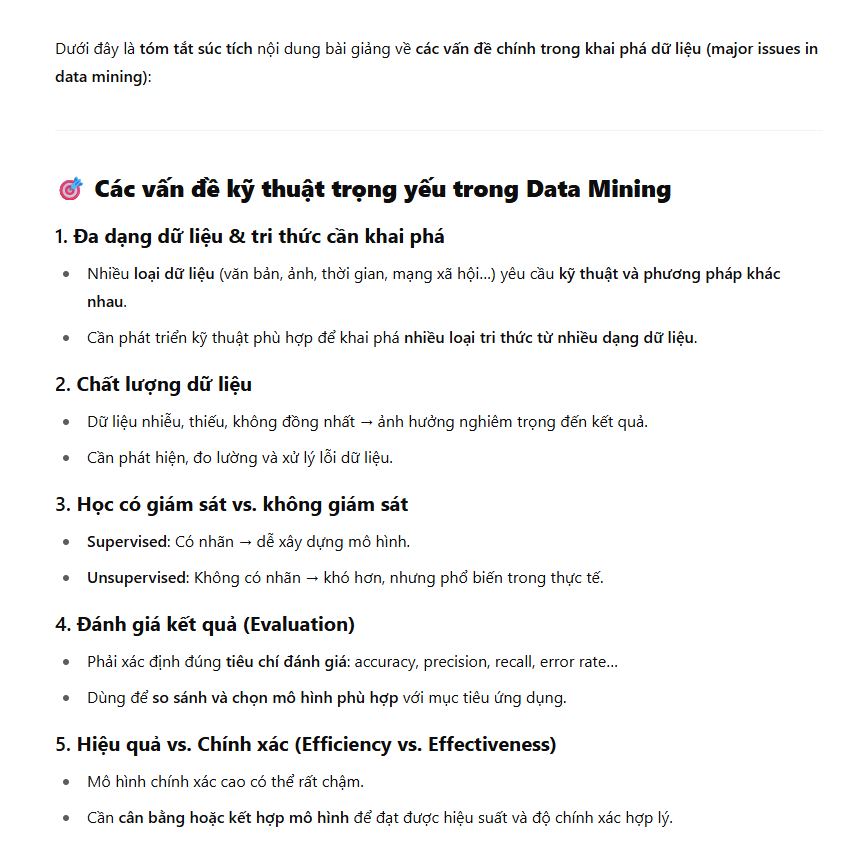 Dưới đây là tóm tắt súc tích nội dung bài giảng về các vấn đề chính trong khai phá dữ liệu (major issues in
data mining):
🎯 Các vấn đề kỹ thuật trọng yếu trong Data Mining
1. Đa dạng dữ liệu & tri thức cần khai phá
• Nhiều loại dữ liệu (văn bản, ảnh, thời gian, mạng xã hội...) yêu cầu kỹ thuật và phương pháp khác
nhau.
• Cần phát triển kỹ thuật phù hợp để khai phá nhiều loại tri thức từ nhiều dạng dữ liệu.
2. Chất lượng dữ liệu
• Dữ liệu nhiễu, thiếu, không đồng nhất → ảnh hưởng nghiêm trọng đến kết quả.
• Cần phát hiện, đo lường và xử lý lỗi dữ liệu.
3. Học có giám sát vs. không giám sát
• Supervised: Có nhãn → dễ xây dựng mô hình.
• Unsupervised: Không có nhãn → khó hơn, nhưng phổ biến trong thực tế.
4. Đánh giá kết quả (Evaluation)
• Phải xác định đúng tiêu chí đánh giá: accuracy, precision, recall, error rate...
• Dùng để so sánh và chọn mô hình phù hợp với mục tiêu ứng dụng.
5. Hiệu quả vs. Chính xác (Efficiency vs. Effectiveness)
• Mô hình chính xác cao có thể rất chậm.
• Cần cân bằng hoặc kết hợp mô hình để đạt được hiệu suất và độ chính xác hợp lý.